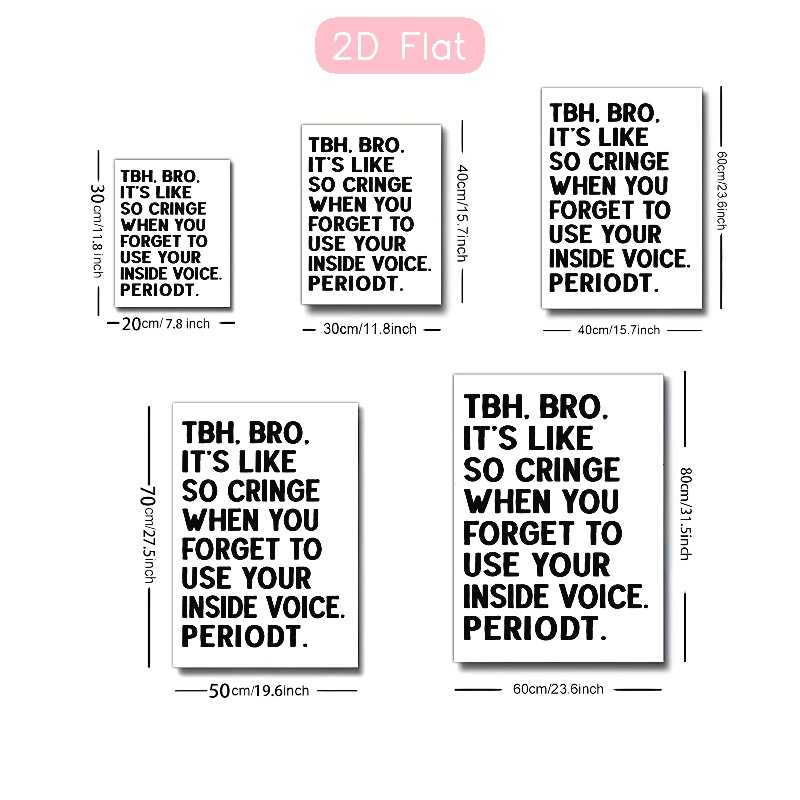 2D Flat
TBH, BRO,
IT'S LIKE
SO CRINGE
WHEN YOU
FORGET TO
USE YOUR
INSIDE VOICE.
PERIODT.
30cm/11.8 inch
20cm/7.8 inch
TBH, BRO,
IT'S LIKE
SO CRINGE
WHEN YOU
FORGET TO
USE YOUR
INSIDE VOICE.
PERIODT.
40cm/15.7inch
30cm/11.8inch
TBH, BRO,
IT'S LIKE
SO CRINGE
WHEN YOU
FORGET TO
USE YOUR
INSIDE VOICE.
PERIODT.
60cm/23.6inch
40cm/15.7inch
TBH, BRO,
IT'S LIKE
SO CRINGE
WHEN YOU
FORGET TO
USE YOUR
INSIDE VOICE.
PERIODT.
70cm/27.5inch
50cm/19.6inch
TBH, BRO,
IT'S LIKE
SO CRINGE
WHEN YOU
FORGET TO
USE YOUR
INSIDE VOICE.
PERIODT.
80cm/31.5inch
60cm/23.6inch